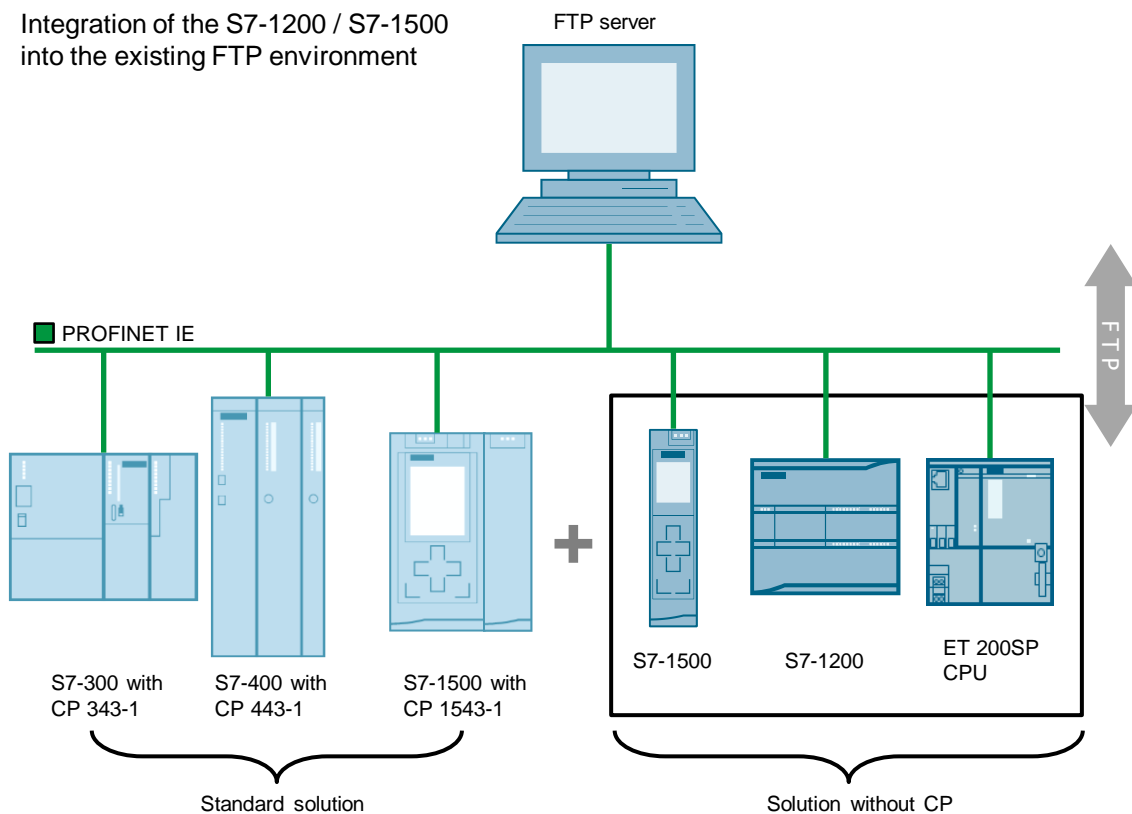 Integration of the S7-1200 / S7-1500
into the existing FTP environment
FTP server
PROFINET IE
FTP
S7-300 with
CP 343-1
S7-400 with
CP 443-1
S7-1500 with
CP 1543-1
S7-1500
S7-1200
ET 200SP
CPU
Standard solution
Solution without CP